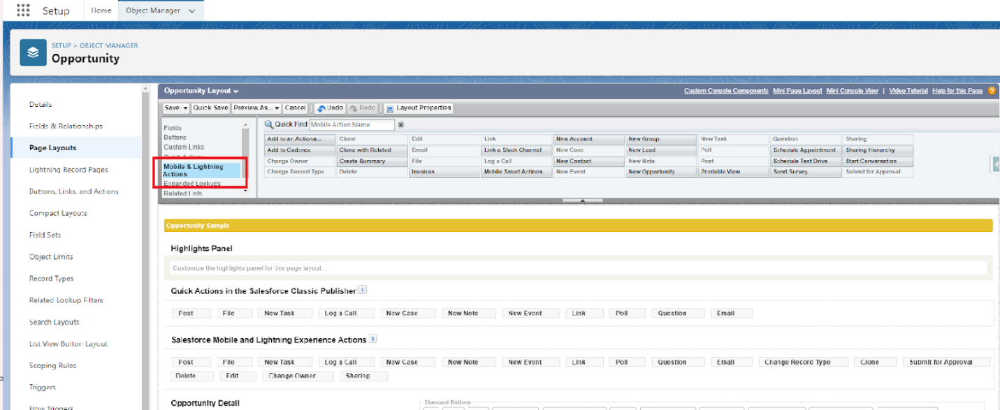 Setup Home Object Manager
SETUP > OBJECT MANAGER
Opportunity
Details
Fields & Relationships
Page Layouts
Lightning Record Pages
Buttons, Links, and Actions
Compact Layouts
Field Sets
Object Limits
Record Types
Related Lookup Filters
Search Layouts
List View Button Layout
Scoping Rules
Triggers
Flow Triggers
Opportunity Layout Custom Console Components Mini Page Layout Mini Console View | Video Tutorial Help for this Page
Save Quick Save Preview As... Cancel Undo Redo Layout Properties
Fields
Buttons
Custom Links
Quick Actions
Mobile & Lightning
Actions
Expanded Lookups
Related Lists
Quick Find Mobile Action Name
Add to an Actiona... Clone Edit Link New Account New Group New Task Question Sharing
Add to Cadence Clone with Related Email Link a Slack Channel New Case New Lead Poll Schedule Appointment Sharing Hierarchy
Change Owner Create Summary File Log a Call New Contact New Note Post Schedule Test Drive Start Conversation
Change Record Type Delete Invoices Mobile Smart Actions New Event New Opportunity Printable View Send Survey Submit for Approval
Opportunity Sample
Highlights Panel
Customize the highlights panel for this page layout...
Quick Actions in the Salesforce Classic Publisher
Post File New Task Log a Call New Case New Note New Event Link Poll Question Email
Salesforce Mobile and Lightning Experience Actions
Post File New Task Log a Call New Case New Note New Event Link Poll Question Email Change Record Type Clone Submit for Approval
Delete Edit Change Owner Sharing
Opportunity Detail Standard Buttons